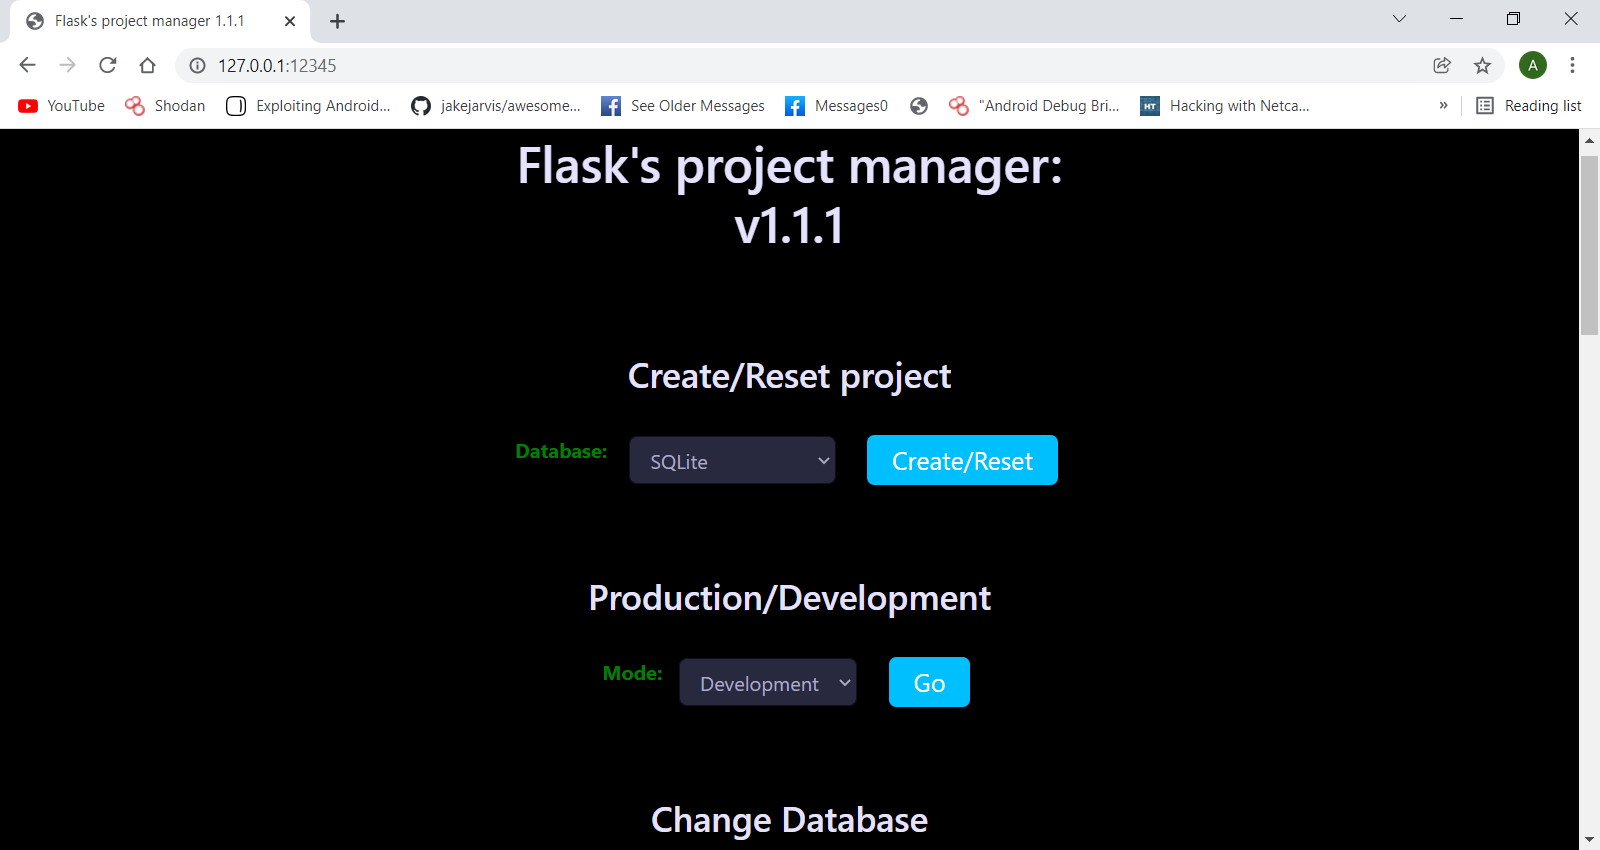 Flask's project manager 1.1.1
127.0.0.1:12345
A
YouTube
Shodan
Exploiting Android...
jakejarvis/awesome...
See Older Messages
Messages0
"Android Debug Bri...
HT
Hacking with Netca...
»
Reading list
Flask's project manager:
v1.1.1
Create/Reset project
Database:
SQLite
Create/Reset
Production/Development
Mode:
Development
Go
Change Database